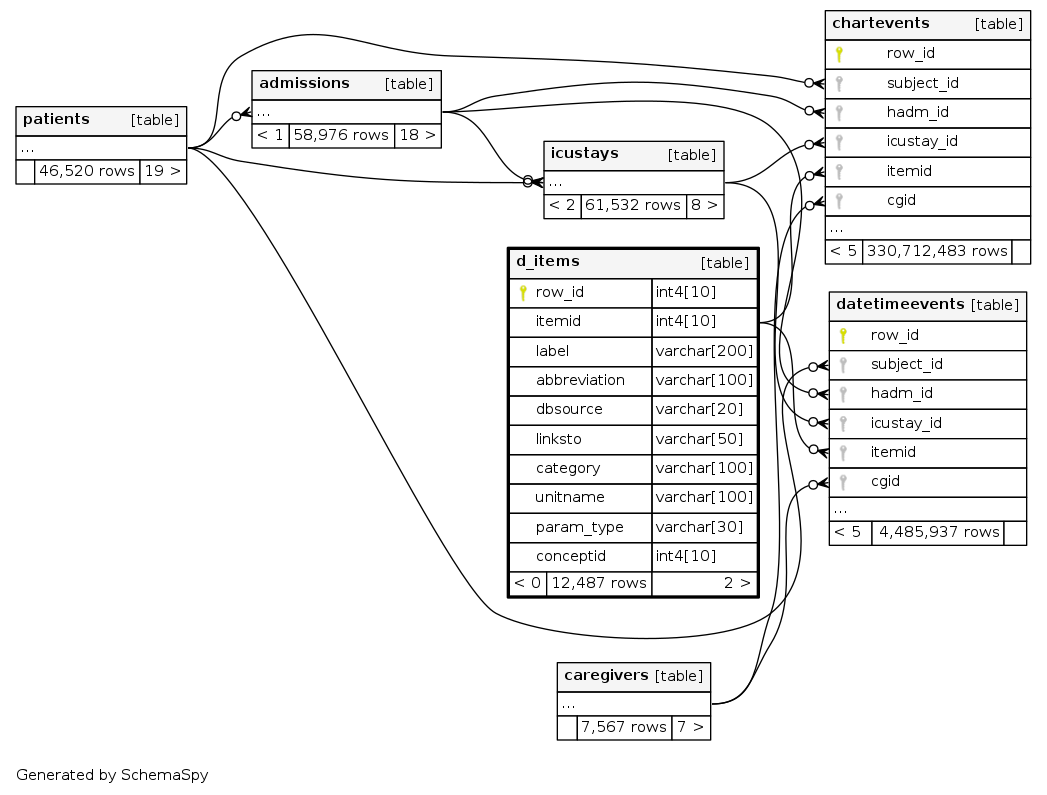 patients [table]
...
46,520 rows 19 >
admissions [table]
...
< 1 58,976 rows 18 >
icustays [table]
...
< 2 61,532 rows 8 >
chartevents [table]
row_id
subject_id
hadm_id
icustay_id
itemid
cgid
...
< 5 330,712,483 rows
d_items [table]
row_id int4[10]
itemid int4[10]
label varchar[200]
abbreviation varchar[100]
dbsource varchar[20]
linksto varchar[50]
category varchar[100]
unitname varchar[100]
param_type varchar[30]
conceptid int4[10]
< 0 12,487 rows 2 >
datetimeevents [table]
row_id
subject_id
hadm_id
icustay_id
itemid
cgid
...
< 5 4,485,937 rows
caregivers [table]
...
7,567 rows 7 >
Generated by SchemaSpy